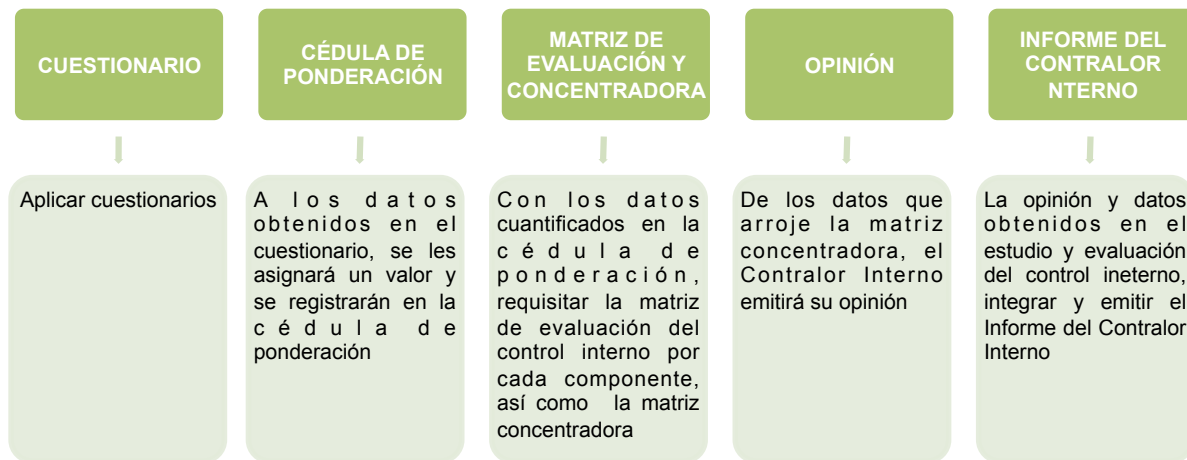 CUESTIONARIO
Aplicar cuestionarios
CÉDULA DE
PONDERACIÓN
A los datos
obtenidos en el
cuestionario, se les
asignará un valor y
se registrarán en la
cédula de
ponderación
MATRIZ DE
EVALUACIÓN Y
CONCENTRADORA
Con los datos
cuantificados en la
cédula de
ponderación,
requisitar la matriz
de evaluación del
control interno por
cada componente,
así como la matriz
concentradora
OPINIÓN
De los datos que
arroje la matriz
concentradora, el
Contralor Interno
emitirá su opinión
INFORME DEL
CONTRALOR
NTERNO
La opinión y datos
obtenidos en el
estudio y evaluación
del control ineterno,
integrar y emitir el
Informe del Contralor
Interno